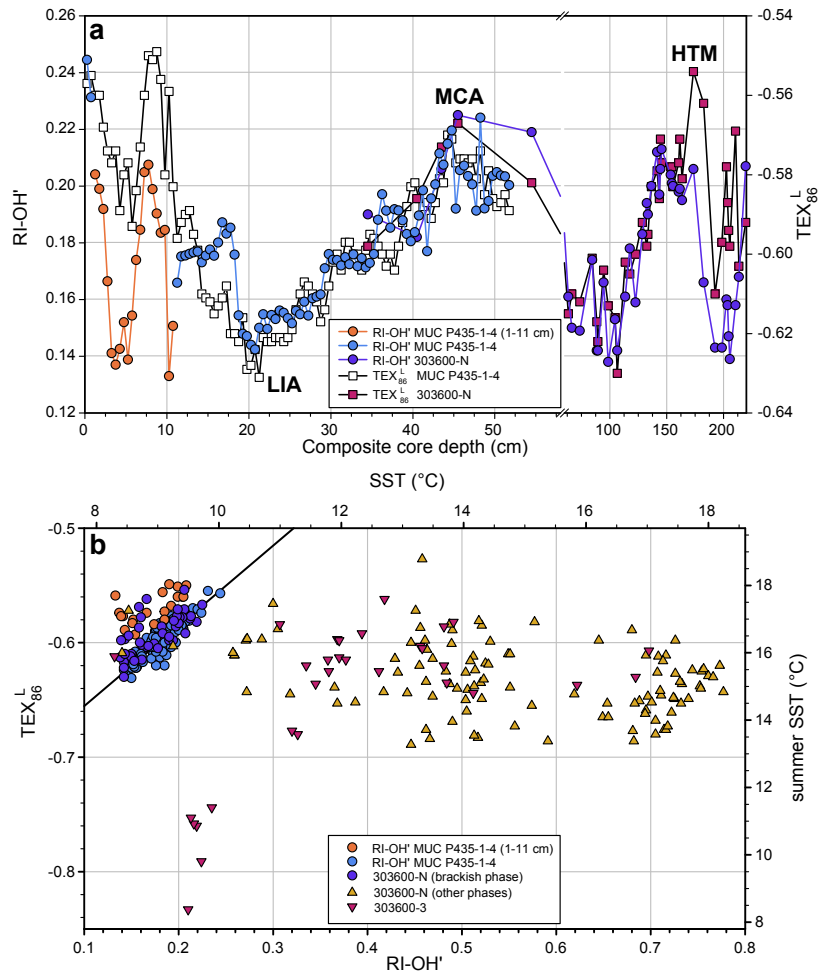 a
0.26
0.24
0.22
0.20
0.18
0.16
0.14
0.12
RI-OH'
-0.54
-0.56
-0.58
-0.60
-0.62
-0.64
TEX86L
MCA
HTM
LIA
RI-OH' MUC P435-1-4 (1-11 cm)
RI-OH' MUC P435-1-4
RI-OH' 303600-N
TEX86L MUC P435-1-4
TEX86L 303600-N
0 10 20 30 40 50 100 150 200
Composite core depth (cm)
SST (°C)
8 10 12 14 16 18
b
-0.5
-0.6
-0.7
-0.8
TEX86L
18
16
14
12
10
8
summer SST (°C)
RI-OH' MUC P435-1-4 (1-11 cm)
RI-OH' MUC P435-1-4
303600-N (brackish phase)
303600-N (other phases)
303600-3
0.1 0.2 0.3 0.4 0.5 0.6 0.7 0.8
RI-OH'